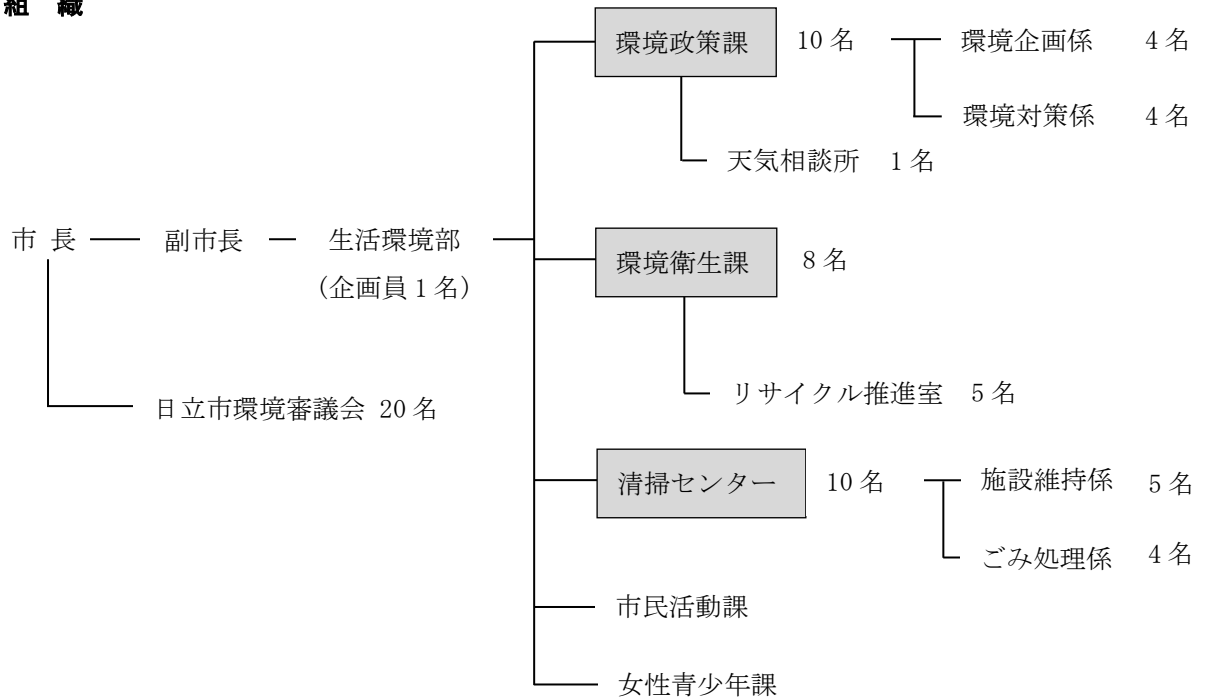 組 織
環境政策課 10名 環境企画係 4名
環境対策係 4名
天気相談所 1名
市 長 副市長 生活環境部
(企画員1名)
環境衛生課 8名
リサイクル推進室 5名
日立市環境審議会 20名
清掃センター 10名 施設維持係 5名
ごみ処理係 4名
市民活動課
女性青少年課